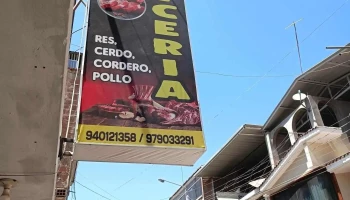 CERIA
RES,
CERDO,
CORDERO,
POLLO
940121358 / 979033291